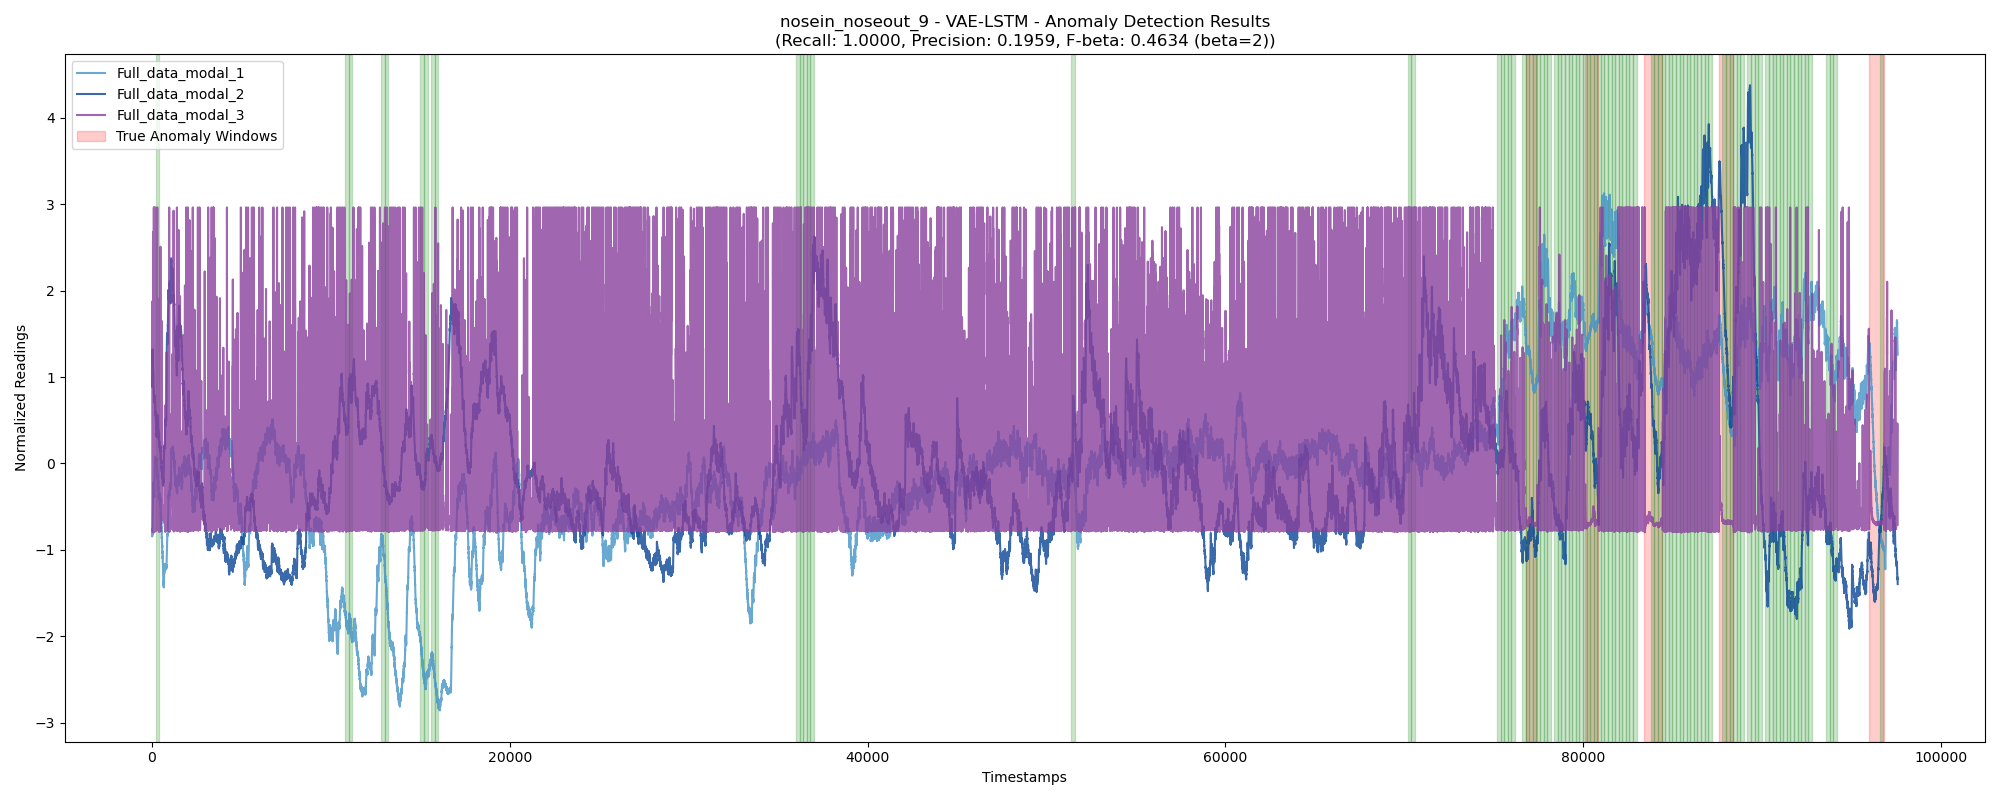 nosein_noseout_9 - VAE-LSTM - Anomaly Detection Results
(Recall: 1.0000, Precision: 0.1959, F-beta: 0.4634 (beta=2))
Full_data_modal_1
Full_data_modal_2
Full_data_modal_3
True Anomaly Windows
Normalized Readings
4
3
2
1
0
−1
−2
−3
0
20000
40000
60000
80000
100000
Timestamps